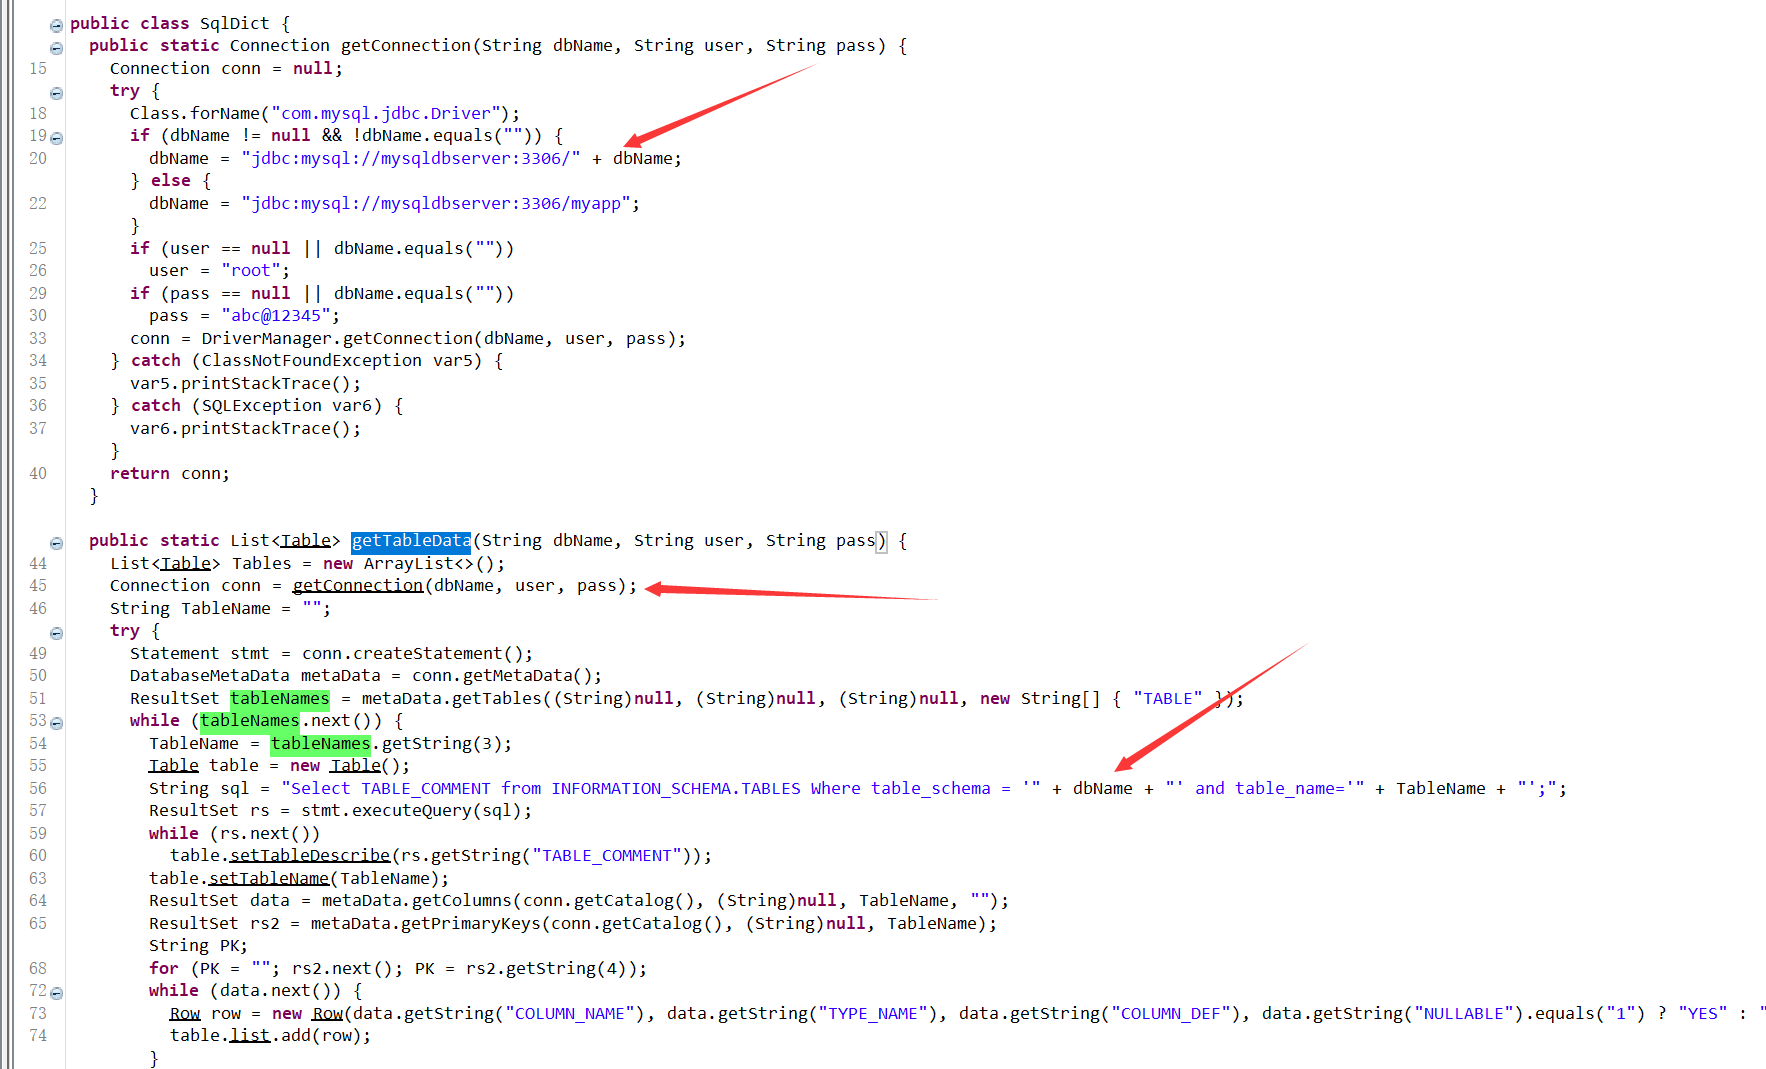 public class SqlDict {
public static Connection getConnection(String dbName, String user, String pass) {
15 Connection conn = null;
try {
18 Class.forName("com.mysql.jdbc.Driver");
19 if (dbName != null && !dbName.equals("")) {
20 dbName = "jdbc:mysql://mysqldbserver:3306/" + dbName;
} else {
22 dbName = "jdbc:mysql://mysqldbserver:3306/myapp";
}
25 if (user == null || dbName.equals(""))
26 user = "root";
29 if (pass == null || dbName.equals(""))
30 pass = "abc@12345";
33 conn = DriverManager.getConnection(dbName, user, pass);
34 } catch (ClassNotFoundException var5) {
35 var5.printStackTrace();
36 } catch (SQLException var6) {
37 var6.printStackTrace();
}
40 return conn;
}
public static List<Table> getTableData(String dbName, String user, String pass) {
44 List<Table> Tables = new ArrayList<>();
45 Connection conn = getConnection(dbName, user, pass);
46 String TableName = "";
try {
49 Statement stmt = conn.createStatement();
50 DatabaseMetaData metaData = conn.getMetaData();
51 ResultSet tableNames = metaData.getTables((String)null, (String)null, (String)null, new String[] { "TABLE" });
53 while (tableNames.next()) {
54 TableName = tableNames.getString(3);
55 Table table = new Table();
56 String sql = "Select TABLE_COMMENT from INFORMATION_SCHEMA.TABLES Where table_schema = '" + dbName + "' and table_name='" + TableName + "';";
57 ResultSet rs = stmt.executeQuery(sql);
59 while (rs.next())
60 table.setTableDescribe(rs.getString("TABLE_COMMENT"));
63 table.setTableName(TableName);
64 ResultSet data = metaData.getColumns(conn.getCatalog(), (String)null, TableName, "");
65 ResultSet rs2 = metaData.getPrimaryKeys(conn.getCatalog(), (String)null, TableName);
String PK;
68 for (PK = ""; rs2.next(); PK = rs2.getString(4));
72 while (data.next()) {
73 Row row = new Row(data.getString("COLUMN_NAME"), data.getString("TYPE_NAME"), data.getString("COLUMN_DEF"), data.getString("NULLABLE").equals("1") ? "YES" : "
74 table.list.add(row);
}